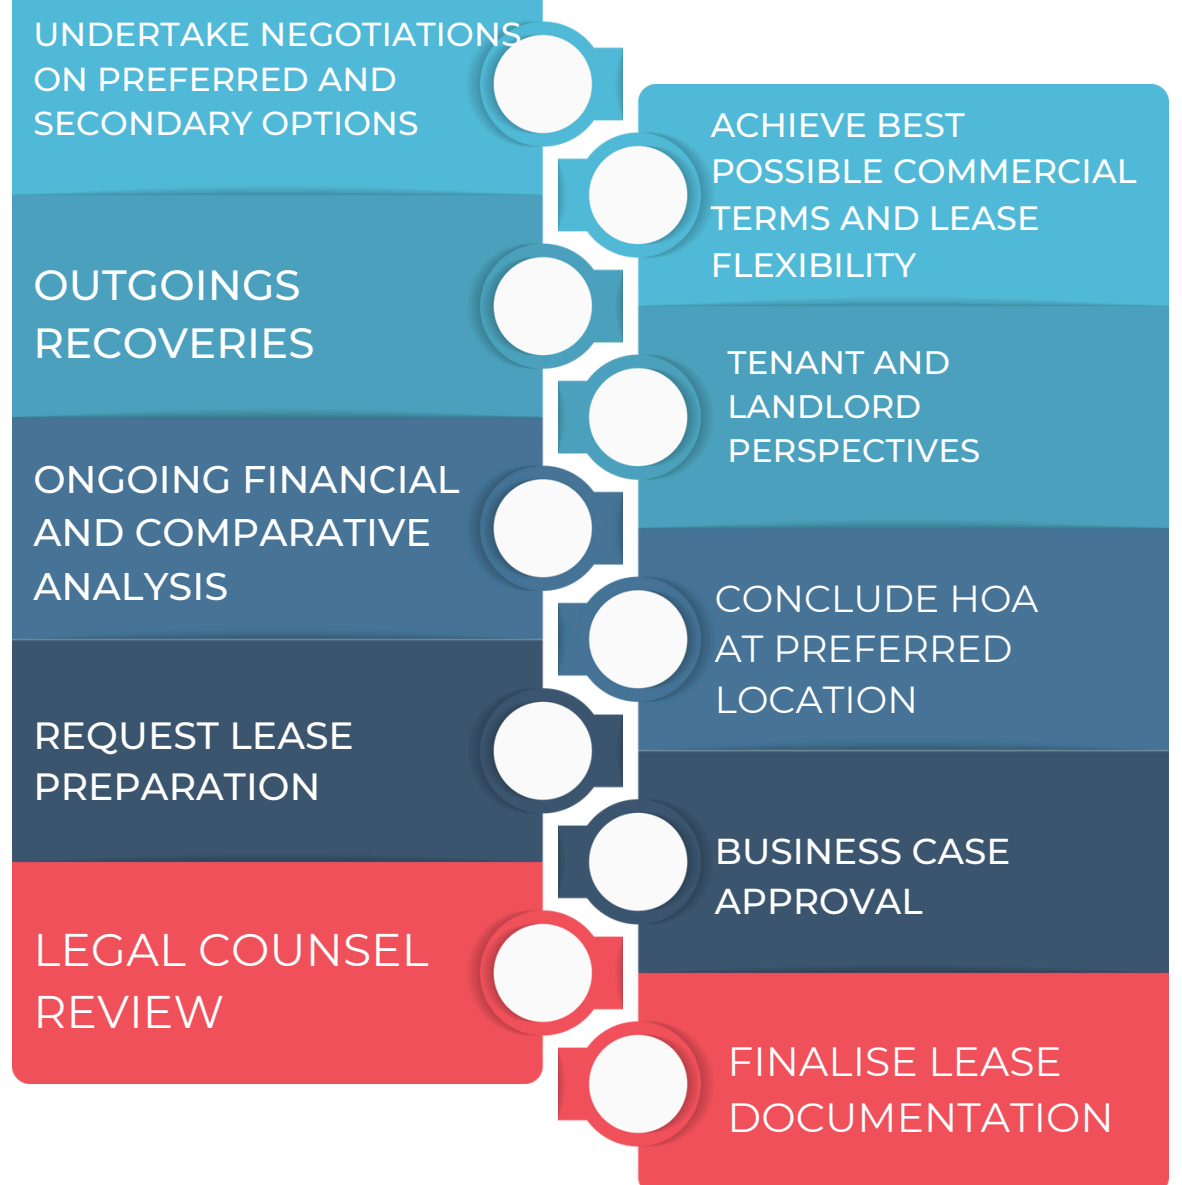 UNDERTAKE NEGOTIATIONS
ON PREFERRED AND
SECONDARY OPTIONS
ACHIEVE BEST
POSSIBLE COMMERCIAL
TERMS AND LEASE
FLEXIBILITY
OUTGOINGS
RECOVERIES
TENANT AND
LANDLORD
PERSPECTIVES
ONGOING FINANCIAL
AND COMPARATIVE
ANALYSIS
CONCLUDE HOA
AT PREFERRED
LOCATION
REQUEST LEASE
PREPARATION
BUSINESS CASE
APPROVAL
LEGAL COUNSEL
REVIEW
FINALISE LEASE
DOCUMENTATION